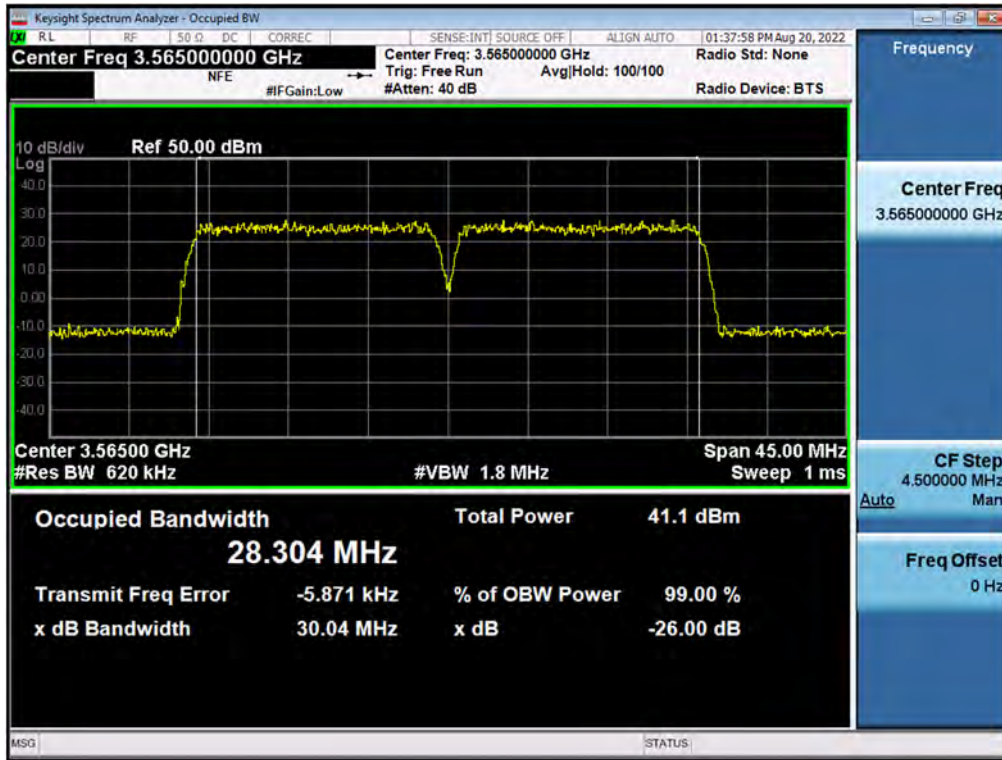 Keysight Spectrum Analyzer - Occupied BW
LXI RL RF 50 Ω DC CORREC SENSE:INT SOURCE OFF ALIGN AUTO 01:37:58 PM Aug 20, 2022
Center Freq 3.565000000 GHz
NFE
#IFGain:Low
Center Freq: 3.565000000 GHz
Trig: Free Run Avg|Hold: 100/100
#Atten: 40 dB
Radio Std: None
Radio Device: BTS
10 dB/div Ref 50.00 dBm
Log
40.0
30.0
20.0
10.0
0.00
-10.0
-20.0
-30.0
-40.0
Center 3.56500 GHz Span 45.00 MHz
#Res BW 620 kHz #VBW 1.8 MHz Sweep 1 ms
Occupied Bandwidth Total Power 41.1 dBm
28.304 MHz
Transmit Freq Error -5.871 kHz % of OBW Power 99.00 %
x dB Bandwidth 30.04 MHz x dB -26.00 dB
MSG STATUS
Frequency
Center Freq
3.565000000 GHz
CF Step
4.500000 MHz
Auto Man
Freq Offset
0 Hz